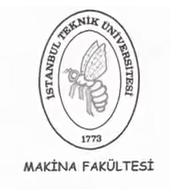 İSTANBUL TEKNİK ÜNİVERSİTESİ
1773
MAKİNA FAKÜLTESİ